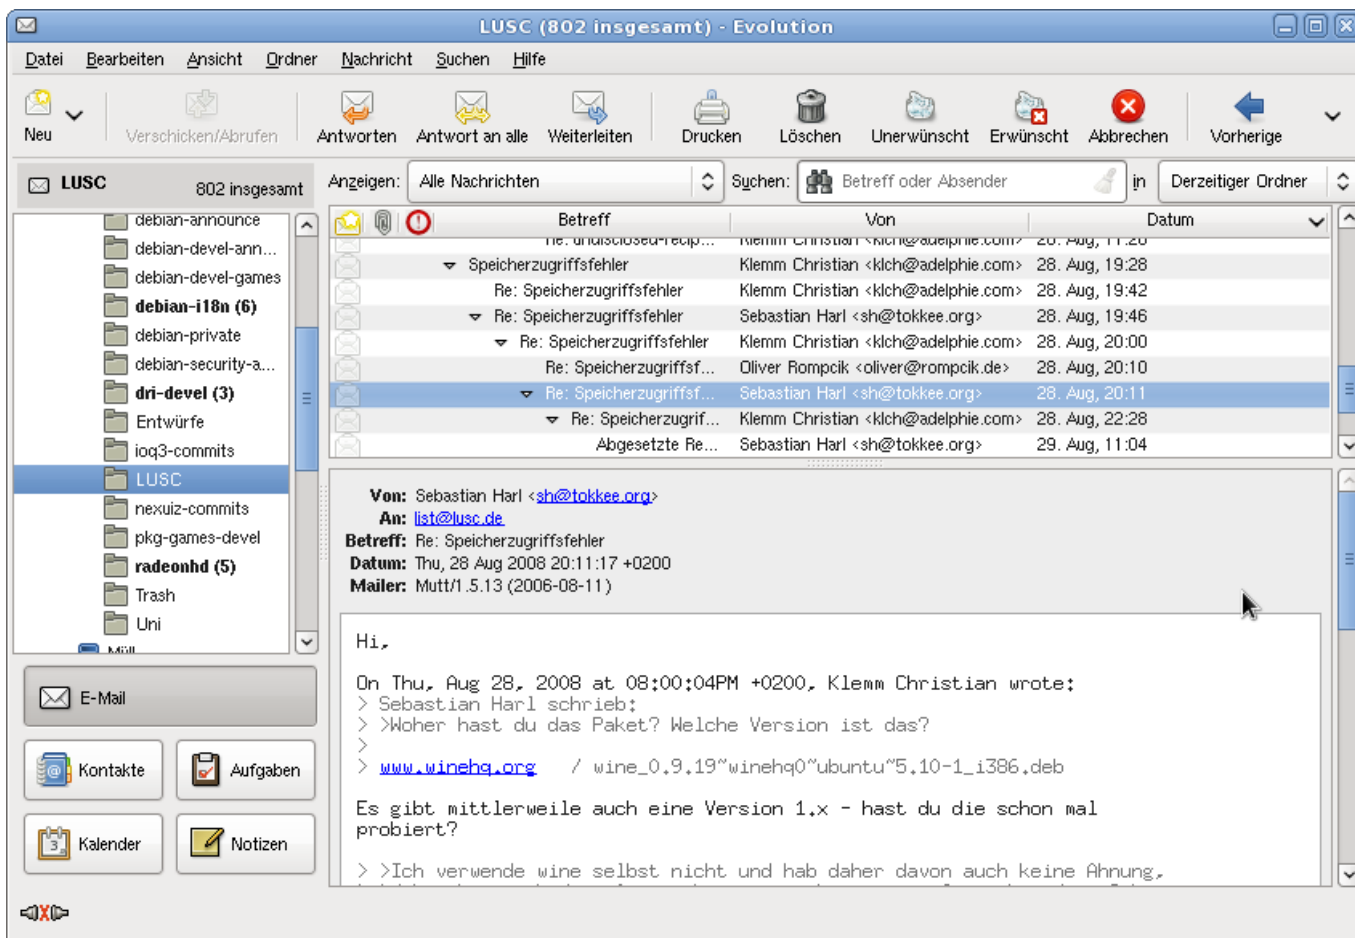 LUSC (802 insgesamt) - Evolution
Datei Bearbeiten Ansicht Ordner Nachricht Suchen Hilfe
Neu Verschicken/Abrufen Antworten Antwort an alle Weiterleiten Drucken Löschen Unerwünscht Erwünscht Abbrechen Vorherige
LUSC 802 insgesamt
Anzeigen: Alle Nachrichten Suchen: Betreff oder Absender in Derzeitiger Ordner
debian-announce
debian-devel-ann...
debian-devel-games
debian-i18n (6)
debian-private
debian-security-a...
dri-devel (3)
Entwürfe
ioq3-commits
LUSC
nexuiz-commits
pkg-games-devel
radeonhd (5)
Trash
Uni
Müll
E-Mail
Kontakte Aufgaben
Kalender Notizen
Betreff Von Datum
Re: undisclosed-recip... Klemm Christian <klch@adelphie.com> 28. Aug, 11:28
Speicherzugriffsfehler Klemm Christian <klch@adelphie.com> 28. Aug, 19:28
Re: Speicherzugriffsfehler Klemm Christian <klch@adelphie.com> 28. Aug, 19:42
Re: Speicherzugriffsfehler Sebastian Harl <sh@tokkee.org> 28. Aug, 19:46
Re: Speicherzugriffsfehler Klemm Christian <klch@adelphie.com> 28. Aug, 20:00
Re: Speicherzugriffsf... Oliver Rompcik <oliver@rompcik.de> 28. Aug, 20:10
Re: Speicherzugriffsf... Sebastian Harl <sh@tokkee.org> 28. Aug, 20:11
Re: Speicherzugrif... Klemm Christian <klch@adelphie.com> 28. Aug, 22:28
Abgesetzte Re... Sebastian Harl <sh@tokkee.org> 29. Aug, 11:04
Von: Sebastian Harl <sh@tokkee.org>
An: list@lusc.de
Betreff: Re: Speicherzugriffsfehler
Datum: Thu, 28 Aug 2008 20:11:17 +0200
Mailer: Mutt/1.5.13 (2006-08-11)
Hi,
On Thu, Aug 28, 2008 at 08:00:04PM +0200, Klemm Christian wrote:
> Sebastian Harl schrieb:
> >Woher hast du das Paket? Welche Version ist das?
>
> www.winehq.org / wine_0.9.19~winehq0~ubuntu~5.10-1_i386.deb
Es gibt mittlerweile auch eine Version 1.x - hast du die schon mal
probiert?
> >Ich verwende wine selbst nicht und hab daher davon auch keine Ahnung,